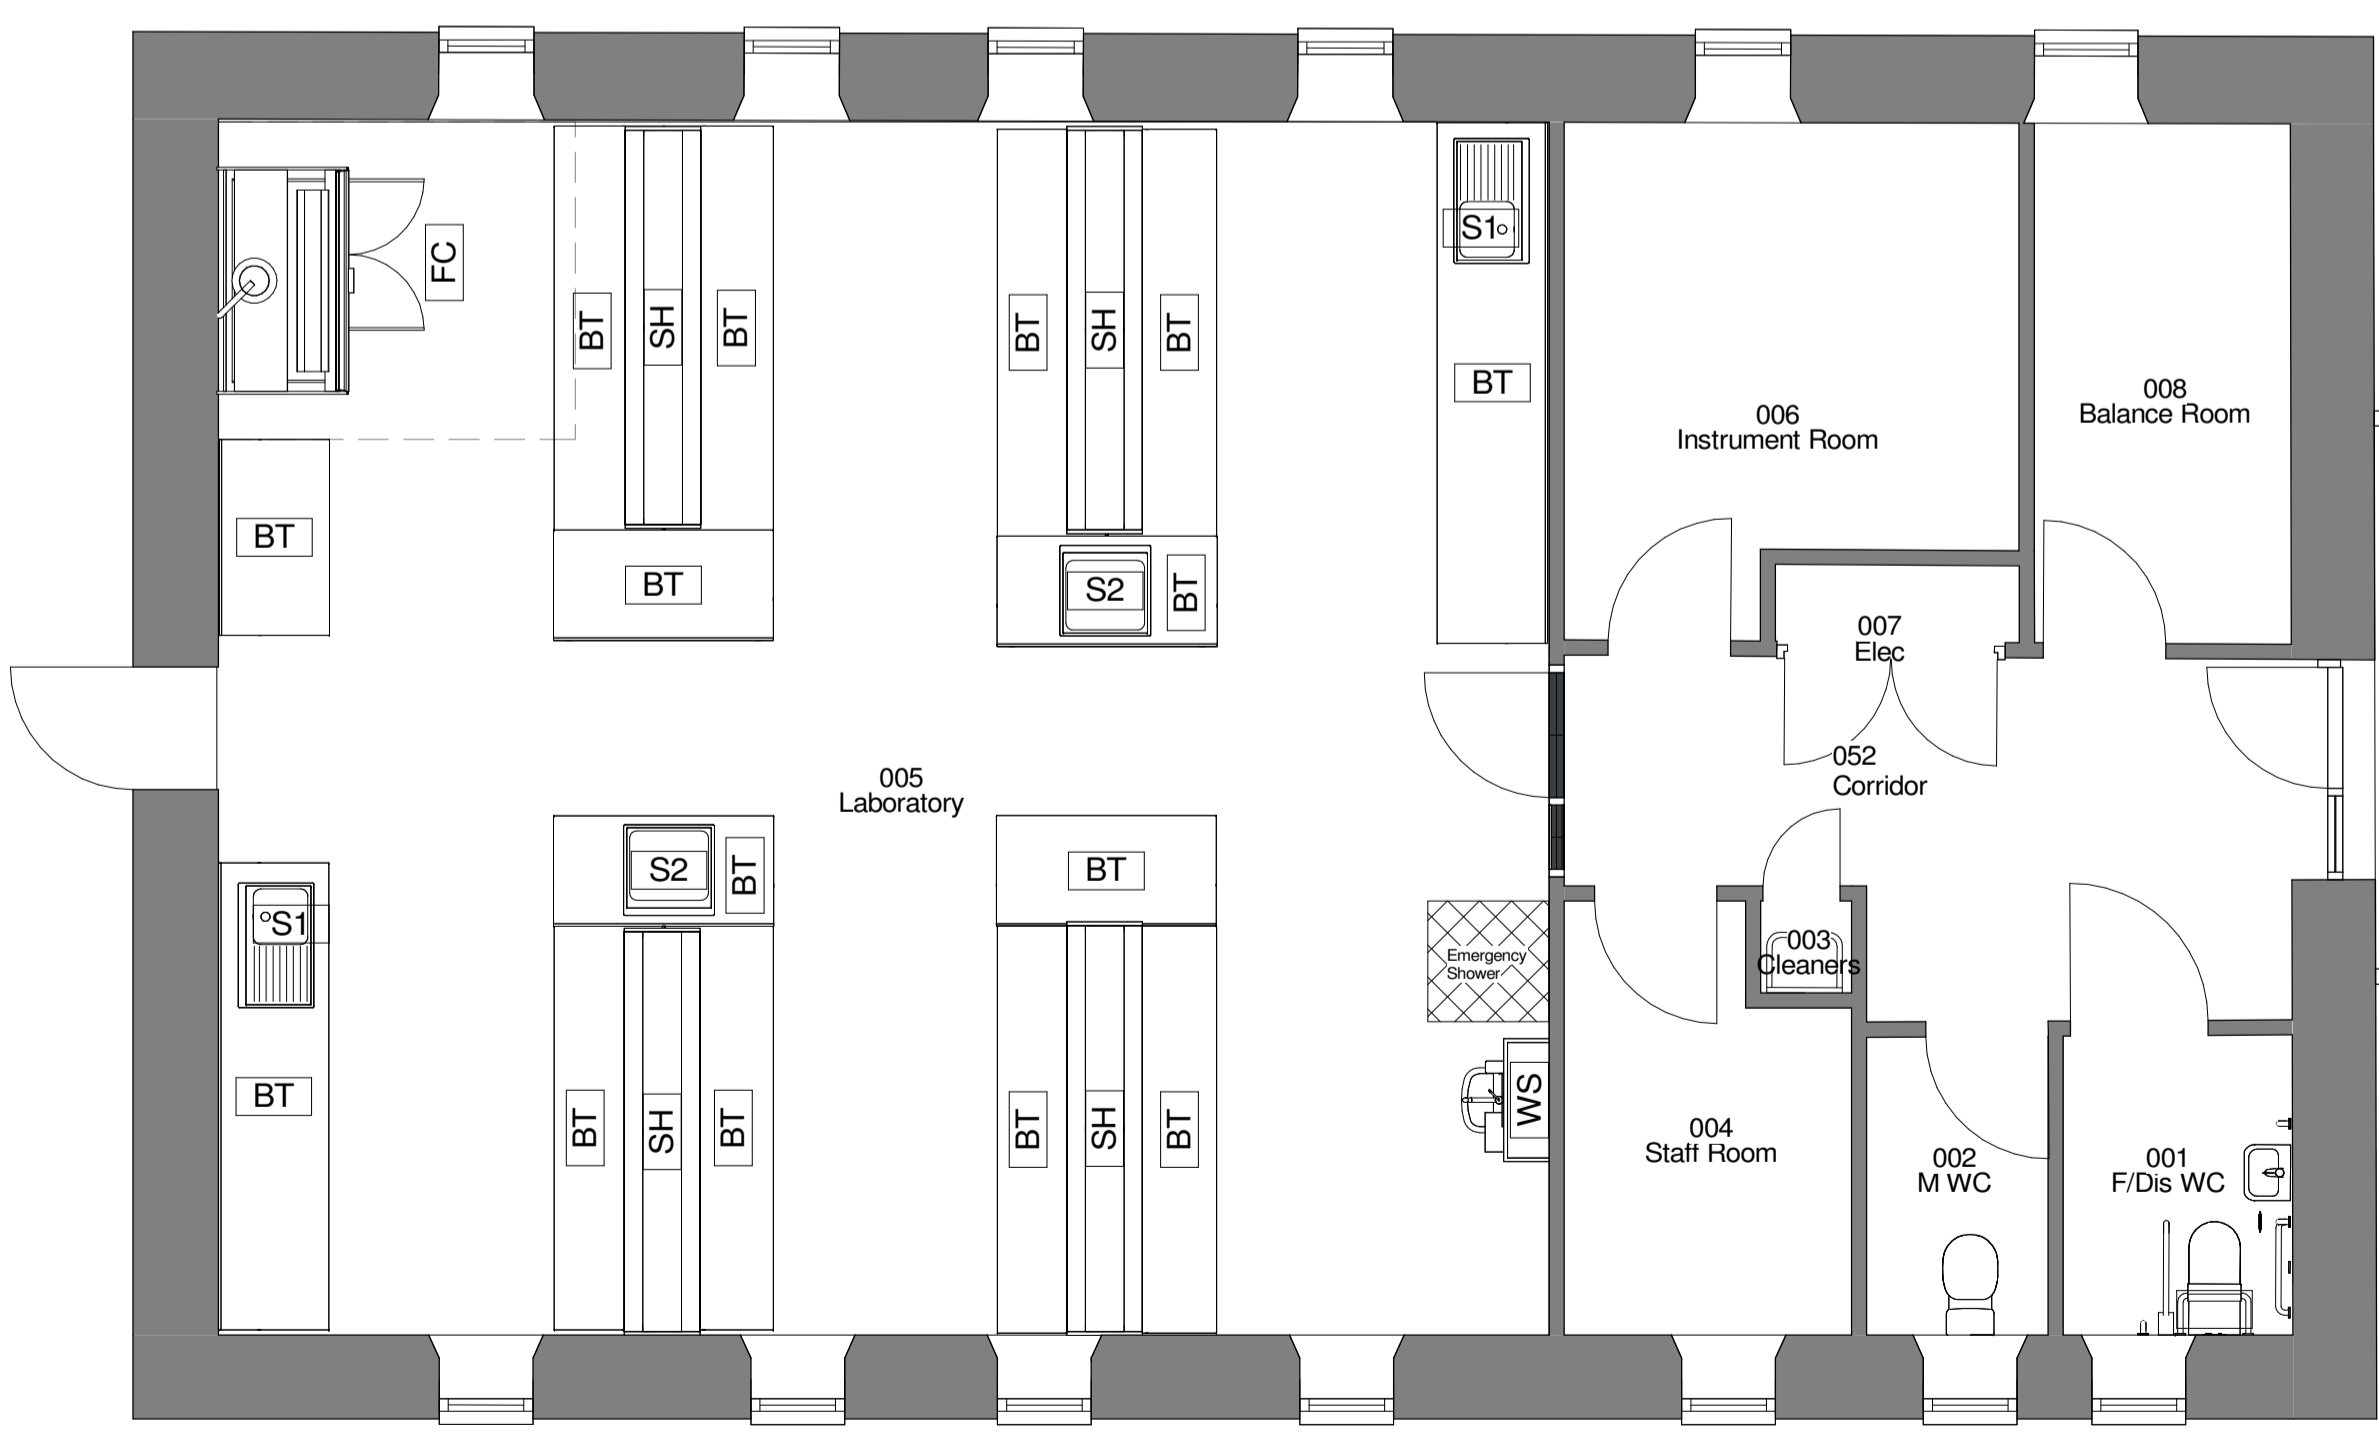 S1
FC
BT
SH
BT
BT
SH
BT
BT
006
Instrument Room
008
Balance Room
BT
BT
S2
BT
007
Elec
052
Corridor
005
Laboratory
S2
BT
BT
S1
Emergency
Shower
003
Cleaners
BT
BT
SH
BT
BT
SH
BT
WS
004
Staff Room
002
M WC
001
F/Dis WC